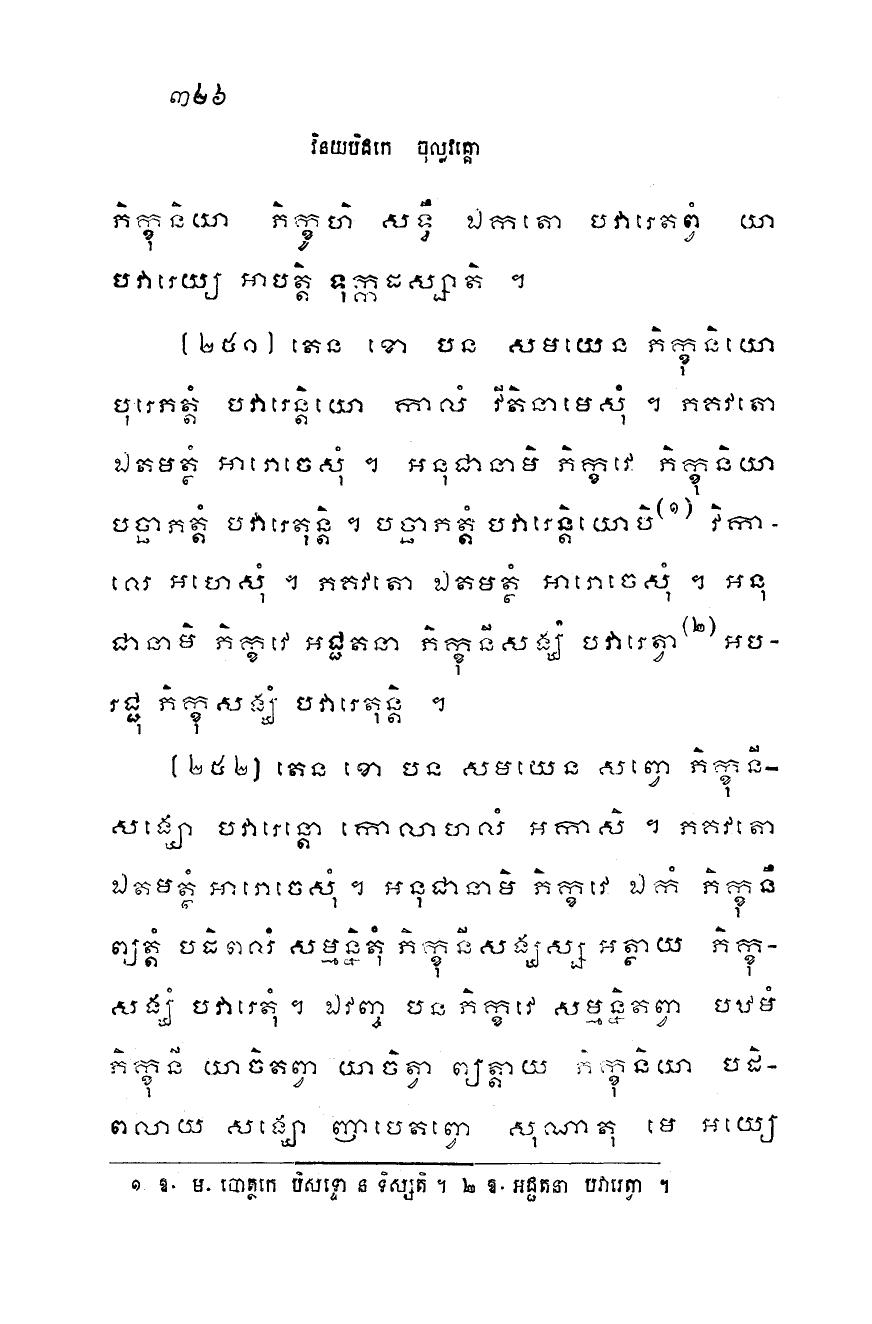 ៣២៦
វិនយបិដកេ ចុល្លវគ្គោ
ភិក្ខុនិយា ភិក្ខូហិ សទ្ធឹ ឯកតោ បវារេតព្វំ យា
បវារេយ្យ អាបត្តិ ទុក្កដស្សាតិ ។
(២៥១) តេន ខោ បន សមយេន ភិក្ខុនិយោ
បុរេភត្តំ បវារេន្តិយោ កាលំ វីតិនាមេសុំ ។ ភគវតោ
ឯតមត្ថំ អារោចេសុំ ។ អនុជានាមិ ភិក្ខវេ ភិក្ខុនិយា
បច្ឆាភត្តំ បវារេតុន្តិ ។ បច្ឆាភត្តំ បវារេន្តិយោបិ(១) វិកា-
លេ អហេសុំ ។ ភគវតោ ឯតមត្ថំ អារោចេសុំ ។ អនុ
ជានាមិ ភិក្ខវេ អជ្ជតនា ភិក្ខុនីសង្ឃំ បវារេត្វា(២) អប-
រជ្ជុ ភិក្ខុសង្ឃំ បវារេតុន្តិ ។
(២៥២) តេន ខោ បន សមយេន សព្វោ ភិក្ខុនី-
សង្ឃោ បវារេន្តោ កោលាហលំ អកាសិ ។ ភគវតោ
ឯតមត្ថំ អារោចេសុំ ។ អនុជានាមិ ភិក្ខវេ ឯកំ ភិក្ខុនឹ
ព្យត្តំ បដិពលំ សម្មន្និតុំ ភិក្ខុនីសង្ឃស្ស អត្ថាយ ភិក្ខុ-
សង្ឃំ បវារេតុំ ។ ឯវញ្ច បន ភិក្ខវេ សម្មន្និតព្វា បឋមំ
ភិក្ខុនី យាចិតព្វា យាចិត្វា ព្យត្តាយ ភិក្ខុនិយា បដិ-
ពលាយ សង្ឃោ ញាបេតព្វោ សុណាតុ មេ អយ្យេ
១ ឱ. ម. បោត្ថកេ បិសទ្ទោ ន ទិស្សតិ ។ ២ ឱ. អជ្ជតនា បវារេត្វា ។